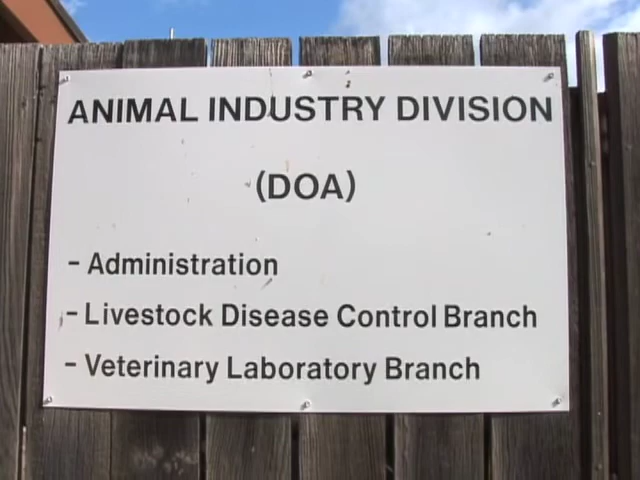 ANIMAL INDUSTRY DIVISION
(DOA)
- Administration
- Livestock Disease Control Branch
- Veterinary Laboratory Branch